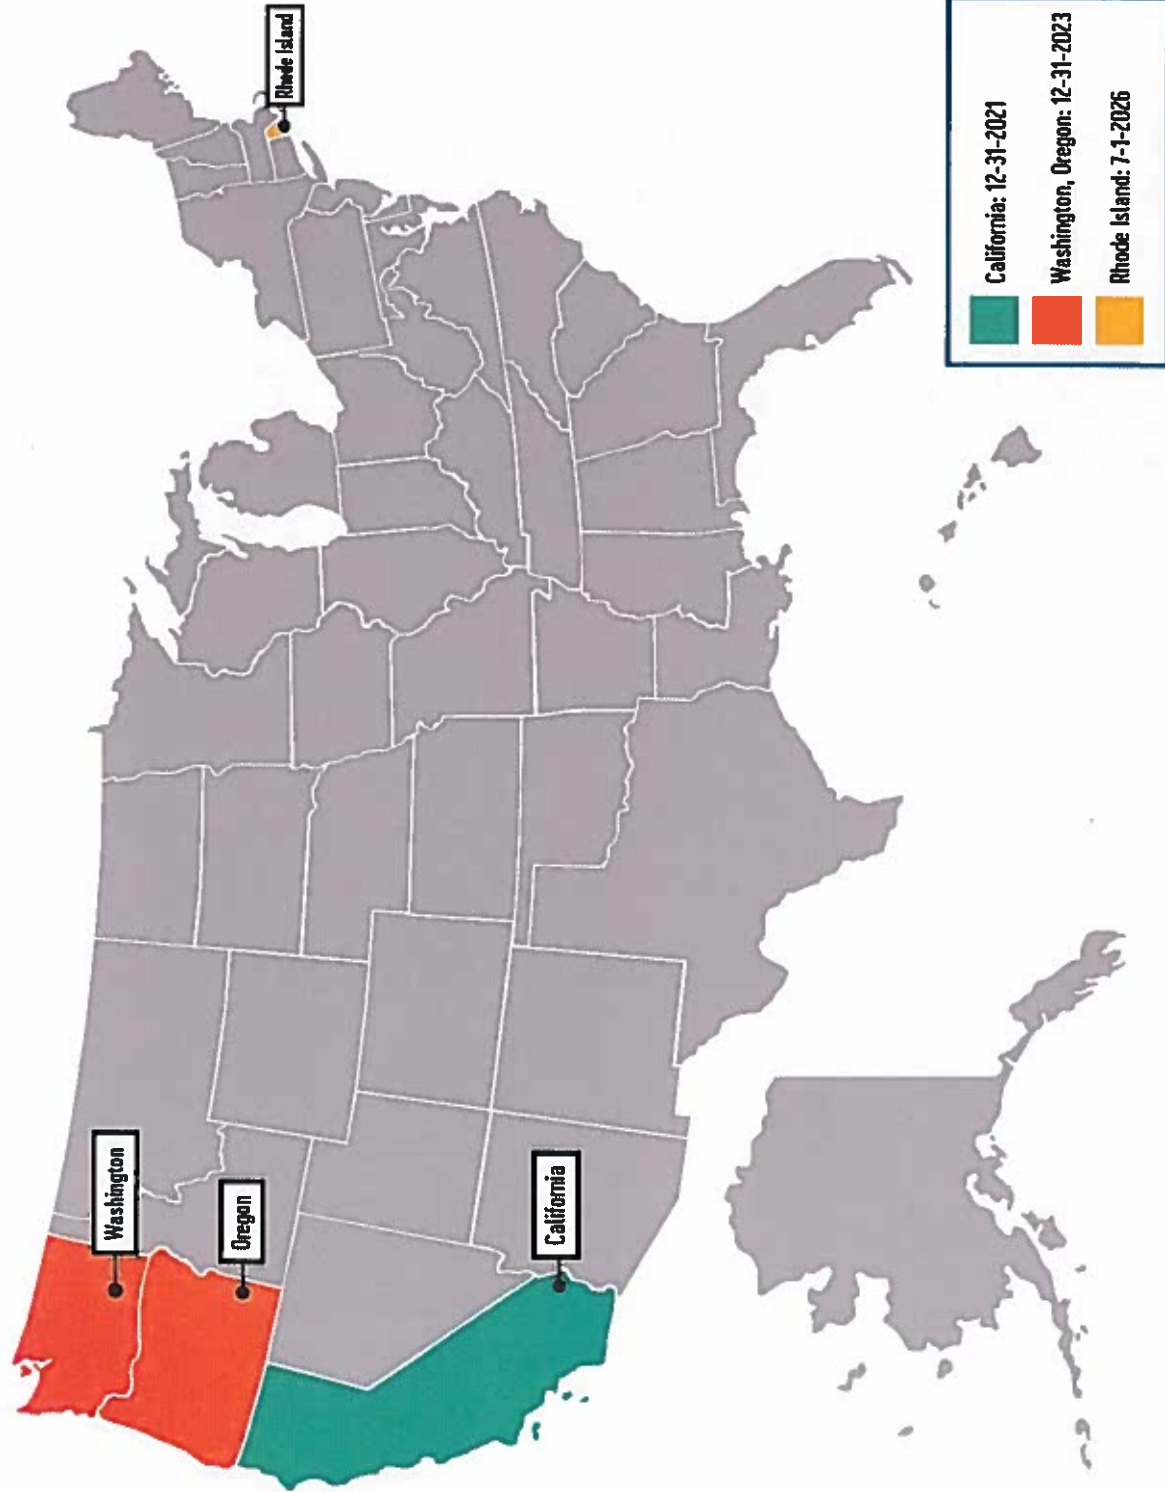 Washington
Oregon
California
Rhode Island
California: 12-31-2021
Washington, Oregon: 12-31-2023
Rhode Island: 7-1-2026